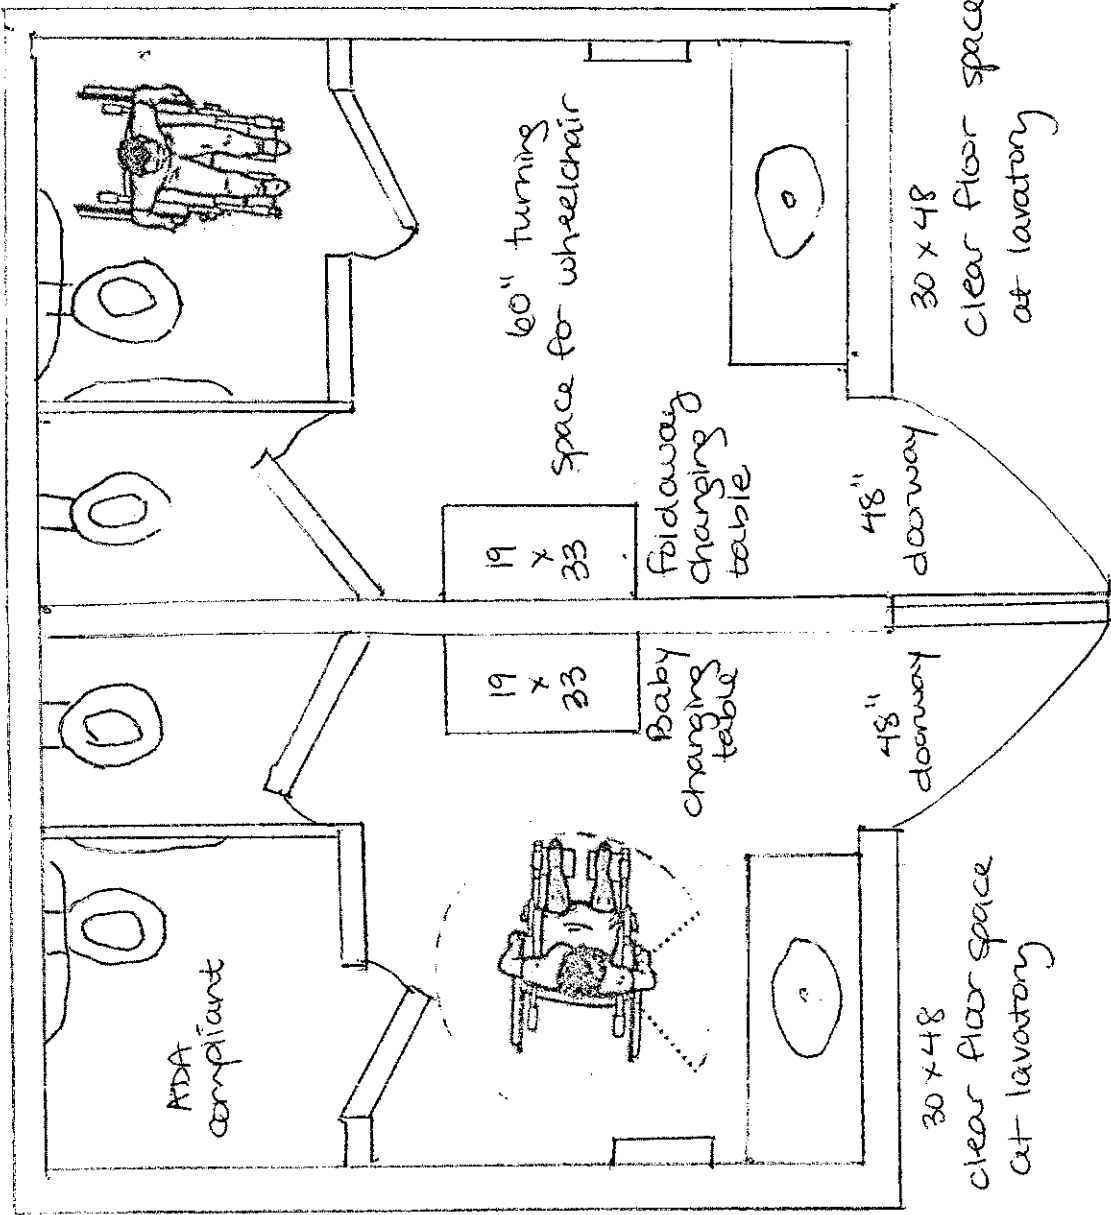 ADA
compliant
60" turning
space for wheelchair
19
x
33
Baby
changing
table
19
x
33
foldaway
changing
table
48"
doorway
48"
doorway
30 x 48
clear floor space
at lavatory
30 x 48
clear floor space
at lavatory